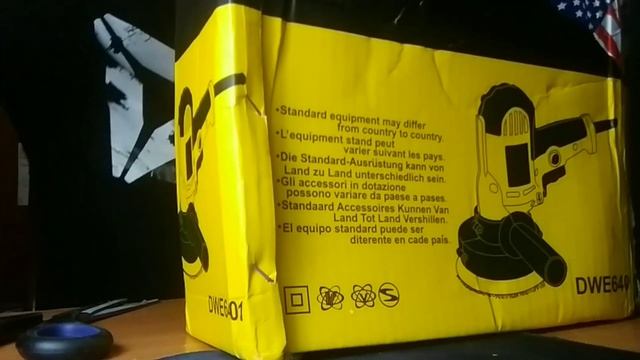 •Standard equipment may differ
from country to country.
•L'equipment stand peut
varier suivant les pays.
•Die Standard-Ausrüstung kann von
Land zu Land unterschiedlich sein.
•Gli accessori in dotazione
possono variare da paese a pases.
•Standaard Accessoires Kunnen Van
Land Tot Land Vershillen.
•El equipo standard puede ser
diterente en cade pais.
DWE6401
DWE640